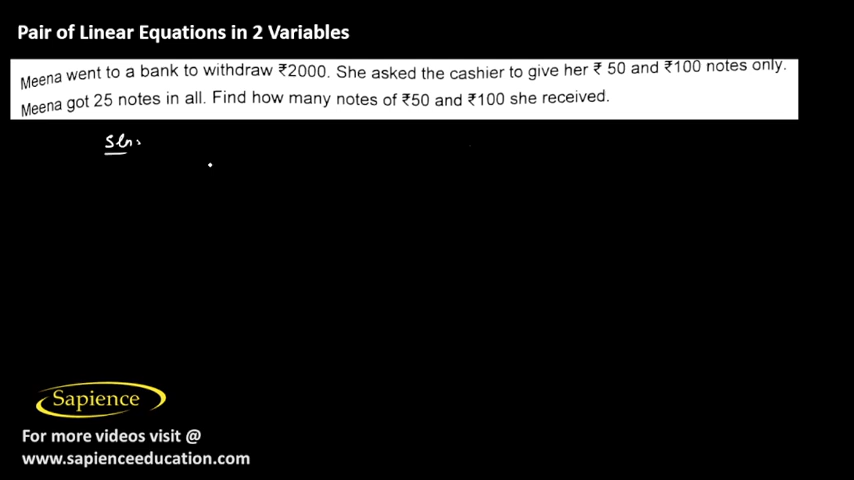 Pair of Linear Equations in 2 Variables
Meena went to a bank to withdraw ₹2000. She asked the cashier to give her ₹ 50 and ₹100 notes only.
Meena got 25 notes in all. Find how many notes of ₹50 and ₹100 she received.
Sln:
Sapience
For more videos visit @
www.sapienceeducation.com